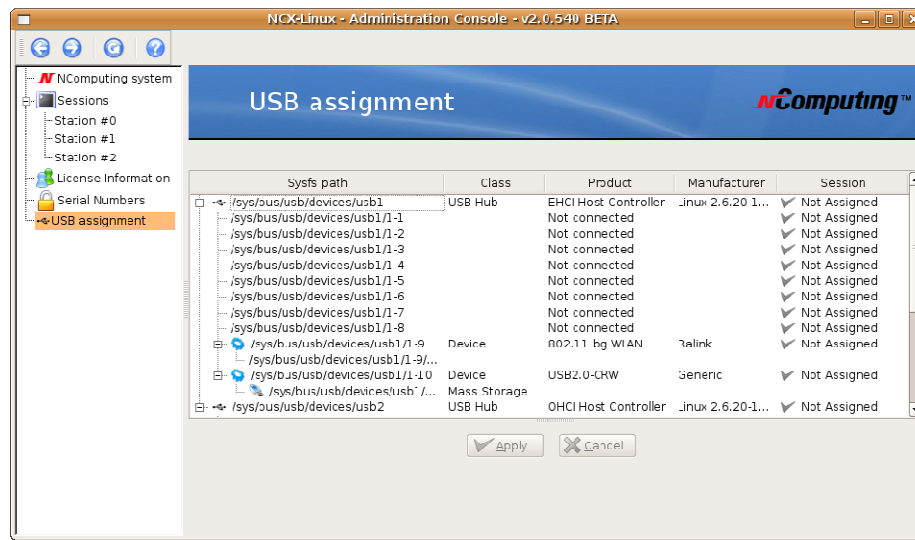 NCX-Linux - Administration Console - v2.0.540 BETA
NComputing system
Sessions
Station #0
Station #1
Station #2
License Information
Serial Numbers
USB assignment
USB assignment
NComputing™
Sysfs path Class Product Manufacturer Session
/sys/bus/usb/devices/usb1 USB Hub EHCI Host Controller Linux 2.6.20-1... Not Assigned
/sys/bus/usb/devices/usb1/1-1 Not connected Not Assigned
/sys/bus/usb/devices/usb1/1-2 Not connected Not Assigned
/sys/bus/usb/devices/usb1/1-3 Not connected Not Assigned
/sys/bus/usb/devices/usb1/1-4 Not connected Not Assigned
/sys/bus/usb/devices/usb1/1-5 Not connected Not Assigned
/sys/bus/usb/devices/usb1/1-6 Not connected Not Assigned
/sys/bus/usb/devices/usb1/1-7 Not connected Not Assigned
/sys/bus/usb/devices/usb1/1-8 Not connected Not Assigned
/sys/bus/usb/devices/usb1/1-9 Device 802.11 bg WLAN Ralink Not Assigned
/sys/bus/usb/devices/usb1/1-9/...
/sys/bus/usb/devices/usb1/1-10 Device USB2.0-CRW Generic Not Assigned
/sys/bus/usb/devices/usb1/... Mass Storage
/sys/bus/usb/devices/usb2 USB Hub OHCI Host Controller Linux 2.6.20-1... Not Assigned
Apply Cancel